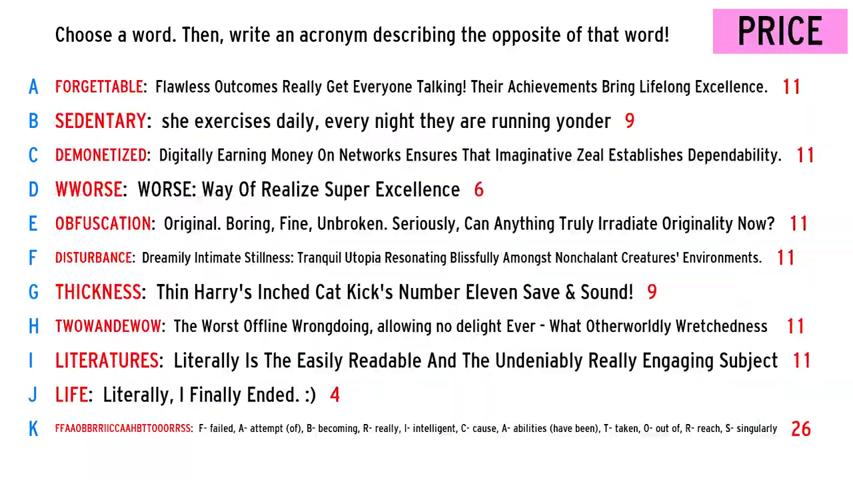 Choose a word. Then, write an acronym describing the opposite of that word!
PRICE
A FORGETTABLE: Flawless Outcomes Really Get Everyone Talking! Their Achievements Bring Lifelong Excellence. 11
B SEDENTARY: she exercises daily, every night they are running yonder 9
C DEMONETIZED: Digitally Earning Money On Networks Ensures That Imaginative Zeal Establishes Dependability. 11
D WWORSE: WORSE: Way Of Realize Super Excellence 6
E OBFUSCATION: Original. Boring, Fine, Unbroken. Seriously, Can Anything Truly Irradiate Originality Now? 11
F DISTURBANCE: Dreamily Intimate Stillness: Tranquil Utopia Resonating Blissfully Amongst Nonchalant Creatures' Environments. 11
G THICKNESS: Thin Harry's Inched Cat Kick's Number Eleven Save & Sound! 9
H TWOWANDEWOW: The Worst Offline Wrongdoing, allowing no delight Ever - What Otherworldly Wretchedness 11
I LITERATURES: Literally Is The Easily Readable And The Undeniably Really Engaging Subject 11
J LIFE: Literally, I Finally Ended. :) 4
K FFAAOBBRRIICCAAHBTTOOORRSS: F- failed, A- attempt (of), B- becoming, R- really, I- intelligent, C- cause, A- abilities (have been), T- taken, O- out of, R- reach, S- singularly 26